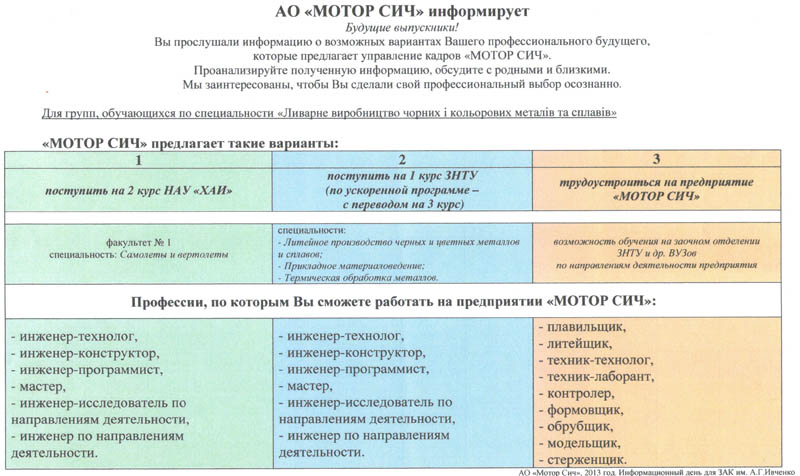 АО «МОТОР СИЧ» информирует
Будущие выпускники!
Вы прослушали информацию о возможных вариантах Вашего профессионального будущего,
которые предлагает управление кадров «МОТОР СИЧ».
Проанализируйте полученную информацию, обсудите с родными и близкими.
Мы заинтересованы, чтобы Вы сделали свой профессиональный выбор осознанно.
Для групп, обучающихся по специальности «Ливарне виробництво чорних і кольорових металів та сплавів»
«МОТОР СИЧ» предлагает такие варианты:
1
поступить на 2 курс НАУ «ХАИ»
2
поступить на 1 курс ЗНТУ
(по ускоренной программе –
с переводом на 3 курс)
3
трудоустроиться на предприятие
«МОТОР СИЧ»
факультет № 1
специальность: Самолеты и вертолеты
специальности:
- Литейное производство черных и цветных металлов
и сплавов;
- Прикладное материаловедение;
- Термическая обработка металлов.
возможность обучения на заочном отделении
ЗНТУ и др. ВУЗов
по направлениям деятельности предприятия
Профессии, по которым Вы сможете работать на предприятии «МОТОР СИЧ»:
- инженер-технолог,
- инженер-конструктор,
- инженер-программист,
- мастер,
- инженер-исследователь по
направлениям деятельности,
- инженер по направлениям
деятельности.
- инженер-технолог,
- инженер-конструктор,
- инженер-программист,
- мастер,
- инженер-исследователь по
направлениям деятельности,
- инженер по направлениям
деятельности.
- плавильщик,
- литейщик,
- техник-технолог,
- техник-лаборант,
- контролер,
- формовщик,
- обрубщик,
- модельщик,
- стерженщик.
АО «Мотор Сич», 2013 год. Информационный день для ЗАК им. А.Г.Ивченко